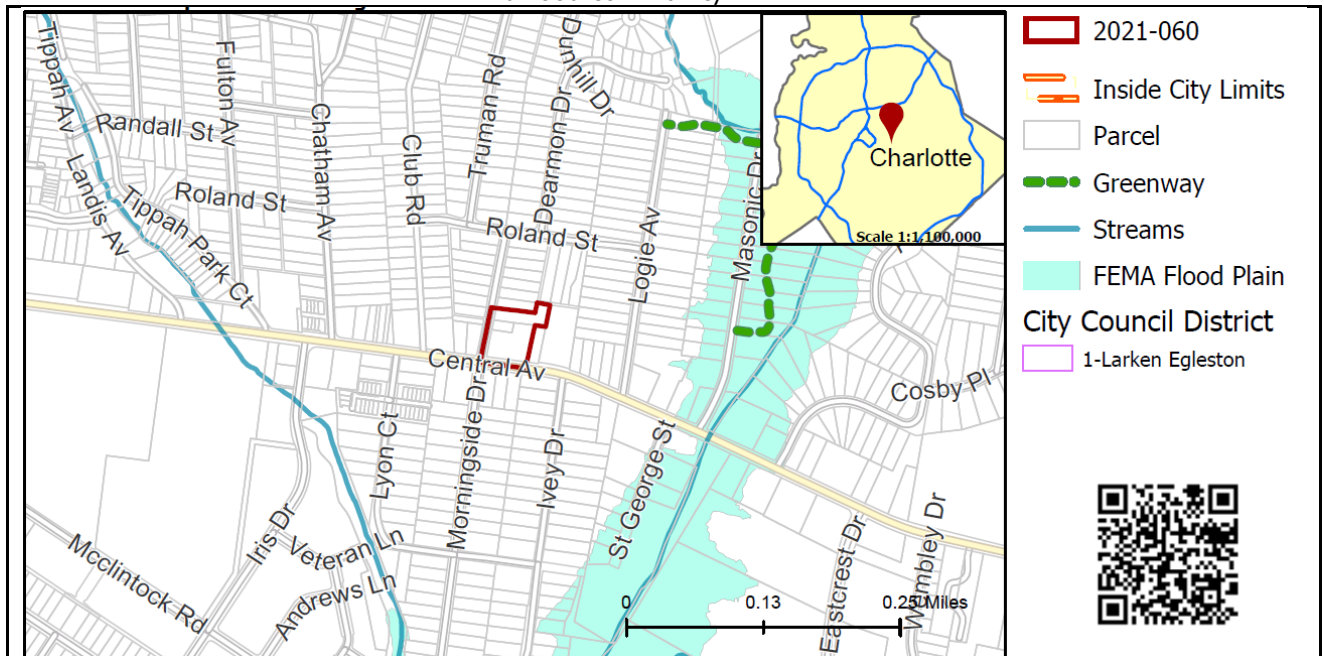 Tippah Av
Fulton Av
Randall St
Chatham Av
Club Rd
Truman Rd
Dearmon Dr
Dunhill Dr
Landis Av
Roland St
Tippah Park Ct
Roland St
Logie Av
Masonic Dr
Charlotte
Scale 1:1,100,000
Central Av
Cosby Pl
Lyon Ct
Morningside Dr
Ivey Dr
St George St
Iris Dr
Veteran Ln
Andrews Ln
Mcclintock Rd
Eastcrest Dr
Wimbley Dr
0 0.13 0.25 Miles
2021-060
Inside City Limits
Parcel
Greenway
Streams
FEMA Flood Plain
City Council District
1-Larken Egleston